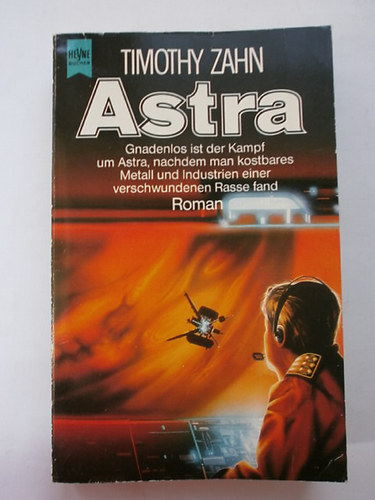 HEYNE
BÜCHER
TIMOTHY ZAHN
Astra
Gnadenlos ist der Kampf
um Astra, nachdem man kostbares
Metall und Industrien einer
verschwundenen Rasse fand
Roman